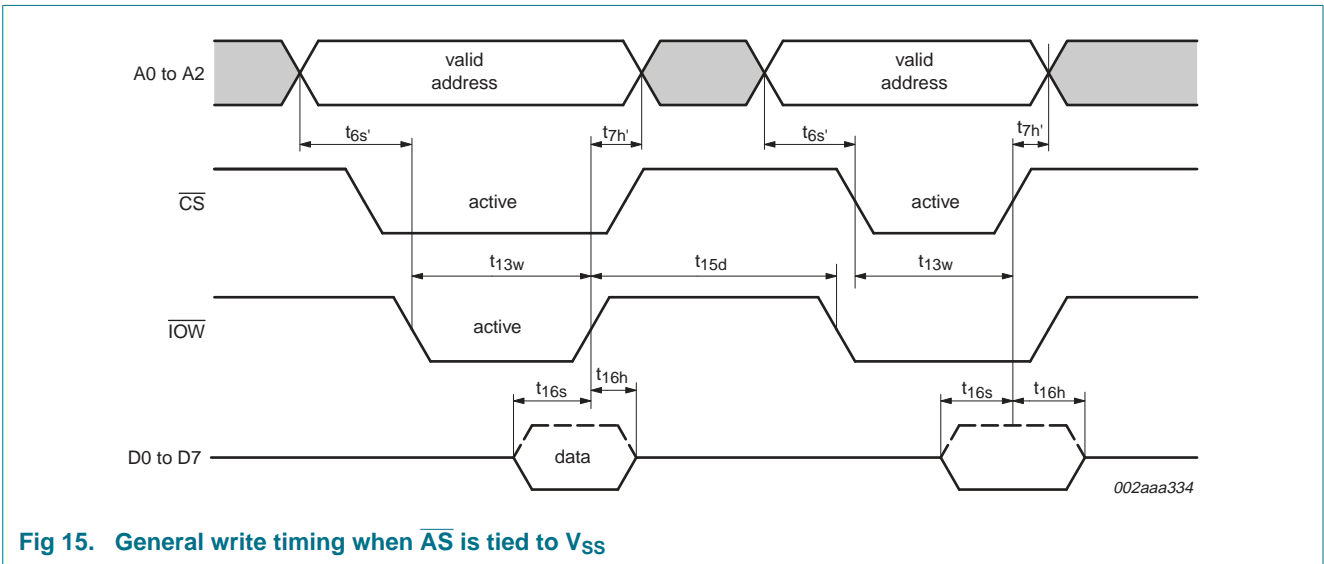 A0 to A2
valid
address
valid
address
t6s'
t7h'
t6s'
t7h'
CS
active
active
t13w
t15d
t13w
IOW
active
t16s
t16h
t16s
t16h
D0 to D7
data
002aaa334
Fig 15. General write timing when AS is tied to VSS